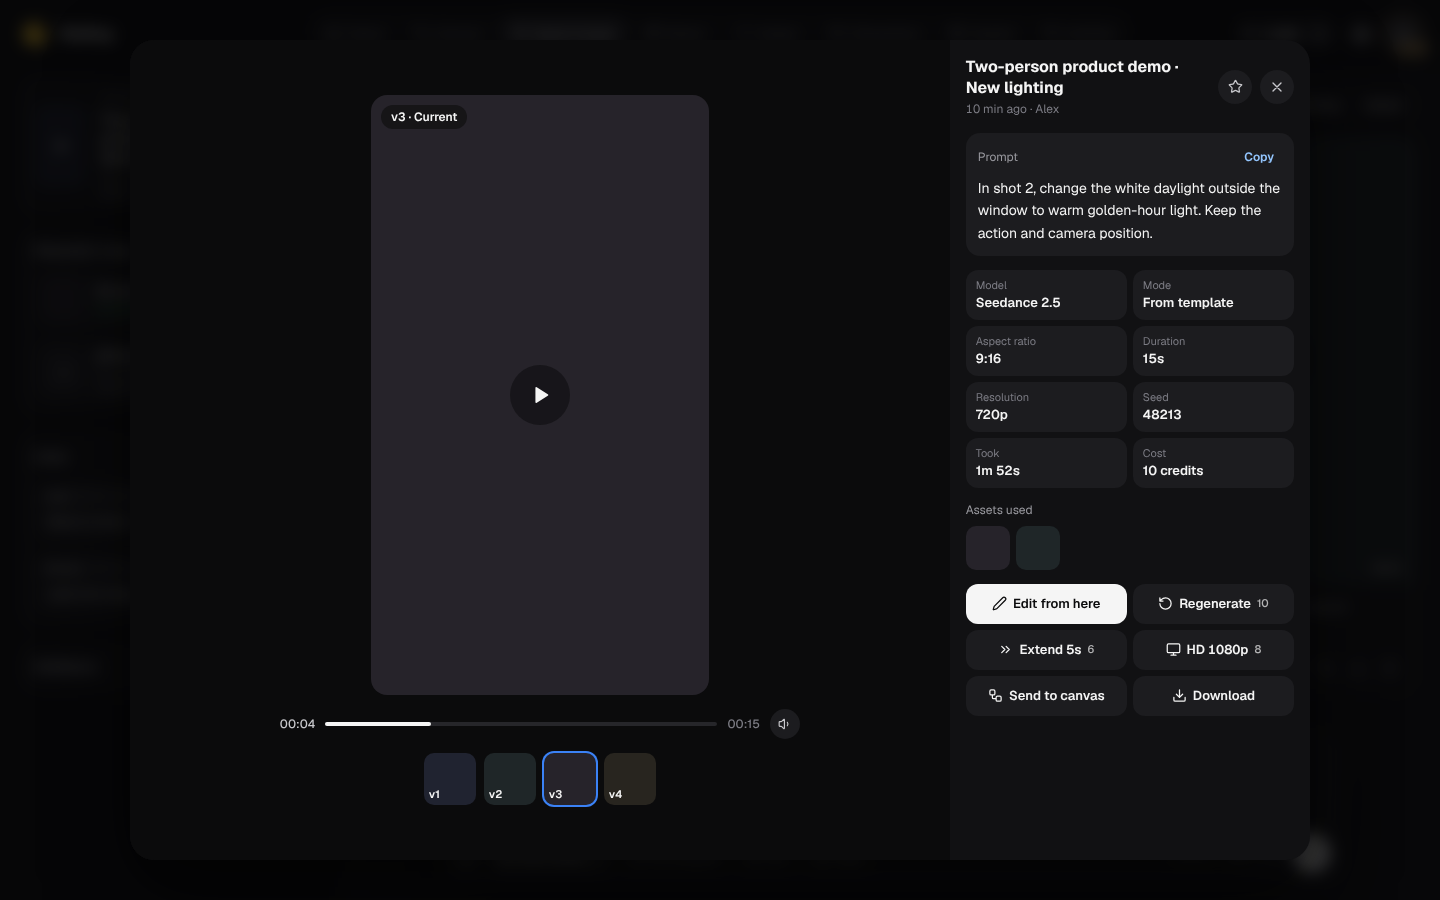 v3 · Current
00:04
00:15
v1
v2
v3
v4
Two-person product demo ·
New lighting
10 min ago · Alex
Prompt
Copy
In shot 2, change the white daylight outside the
window to warm golden-hour light. Keep the
action and camera position.
Model
Seedance 2.5
Mode
From template
Aspect ratio
9:16
Duration
15s
Resolution
720p
Seed
48213
Took
1m 52s
Cost
10 credits
Assets used
Edit from here
Regenerate 10
Extend 5s 6
HD 1080p 8
Send to canvas
Download